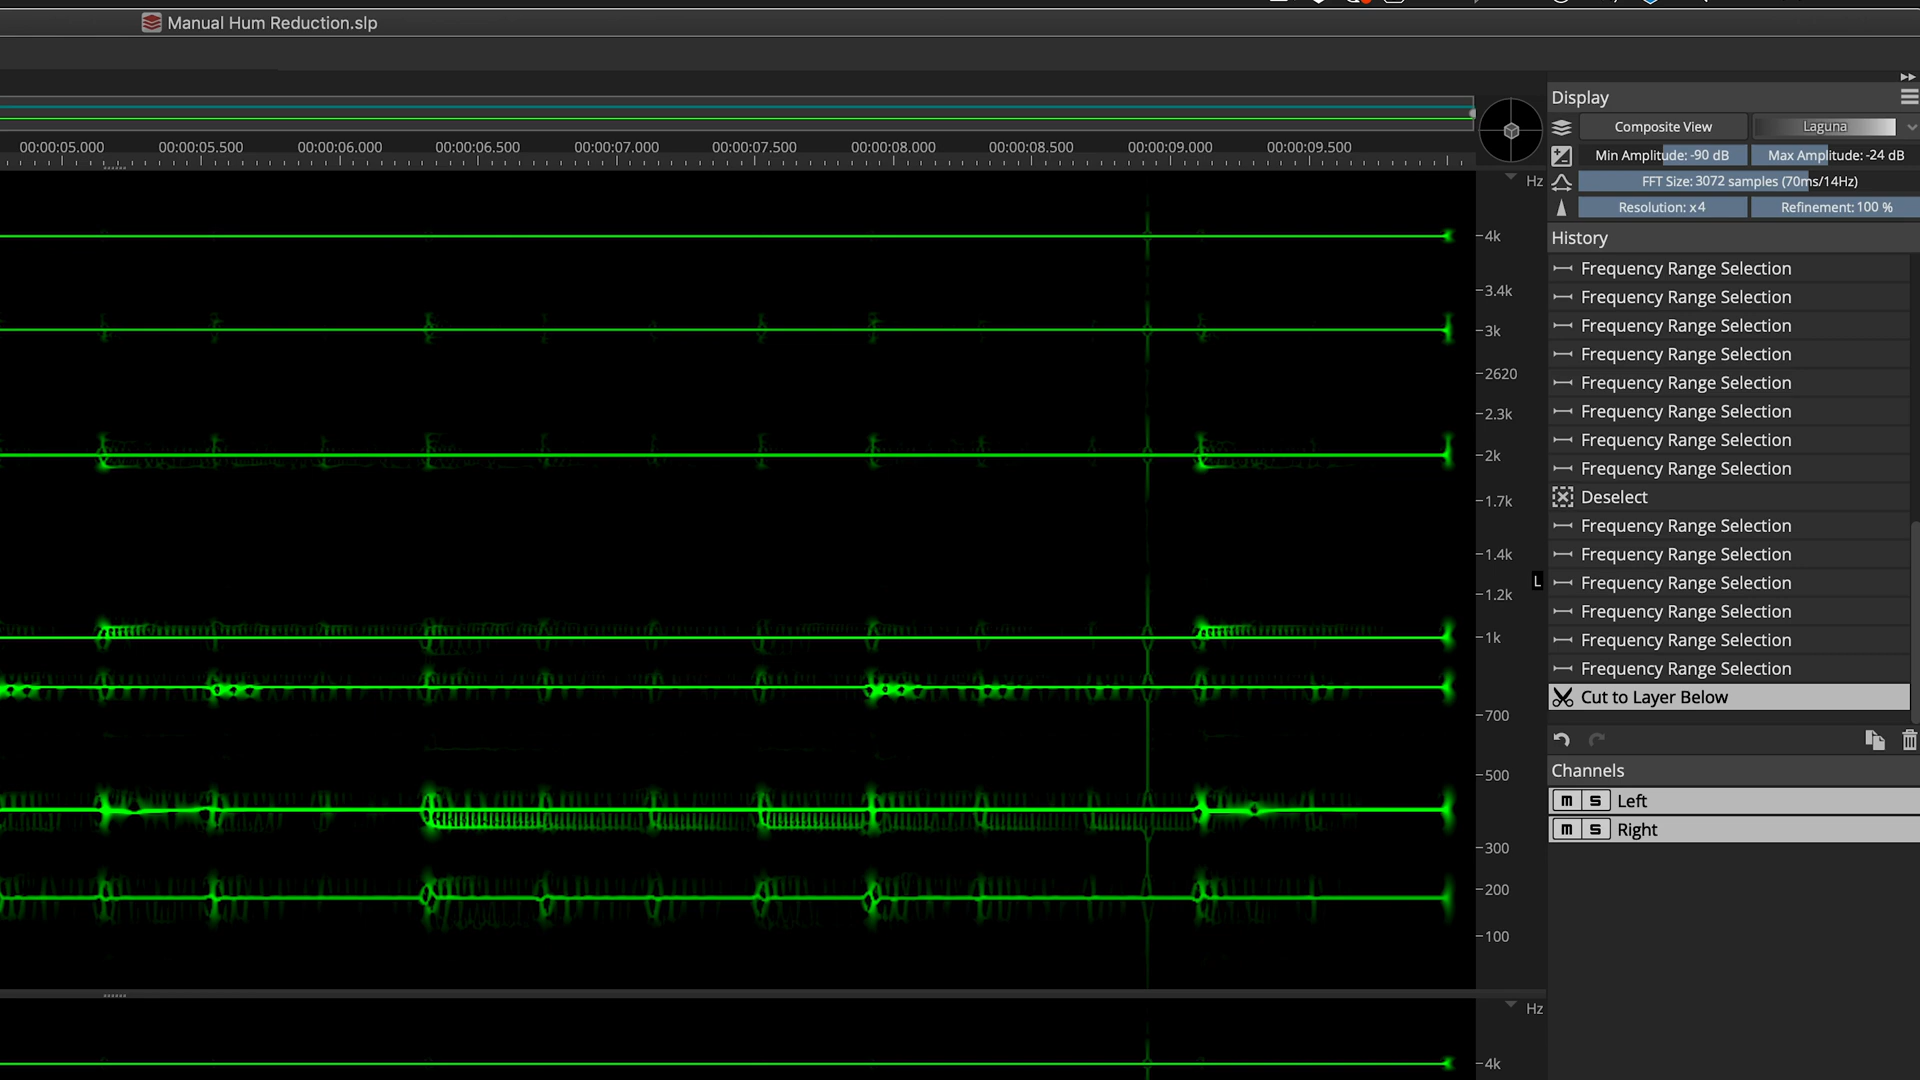 Manual Hum Reduction.slp
Display
Composite View Laguna
Min Amplitude: -90 dB Max Amplitude: -24 dB
FFT Size: 3072 samples (70ms/14Hz)
Resolution: x4 Refinement: 100 %
00:00:05.000 00:00:05.500 00:00:06.000 00:00:06.500 00:00:07.000 00:00:07.500 00:00:08.000 00:00:08.500 00:00:09.000 00:00:09.500
Hz
4k
3.4k
3k
2620
2.3k
2k
1.7k
1.4k
1.2k
1k
700
500
300
200
100
L
Hz
4k
History
Frequency Range Selection
Frequency Range Selection
Frequency Range Selection
Frequency Range Selection
Frequency Range Selection
Frequency Range Selection
Frequency Range Selection
Frequency Range Selection
Deselect
Frequency Range Selection
Frequency Range Selection
Frequency Range Selection
Frequency Range Selection
Frequency Range Selection
Frequency Range Selection
Cut to Layer Below
Channels
m s Left
m s Right